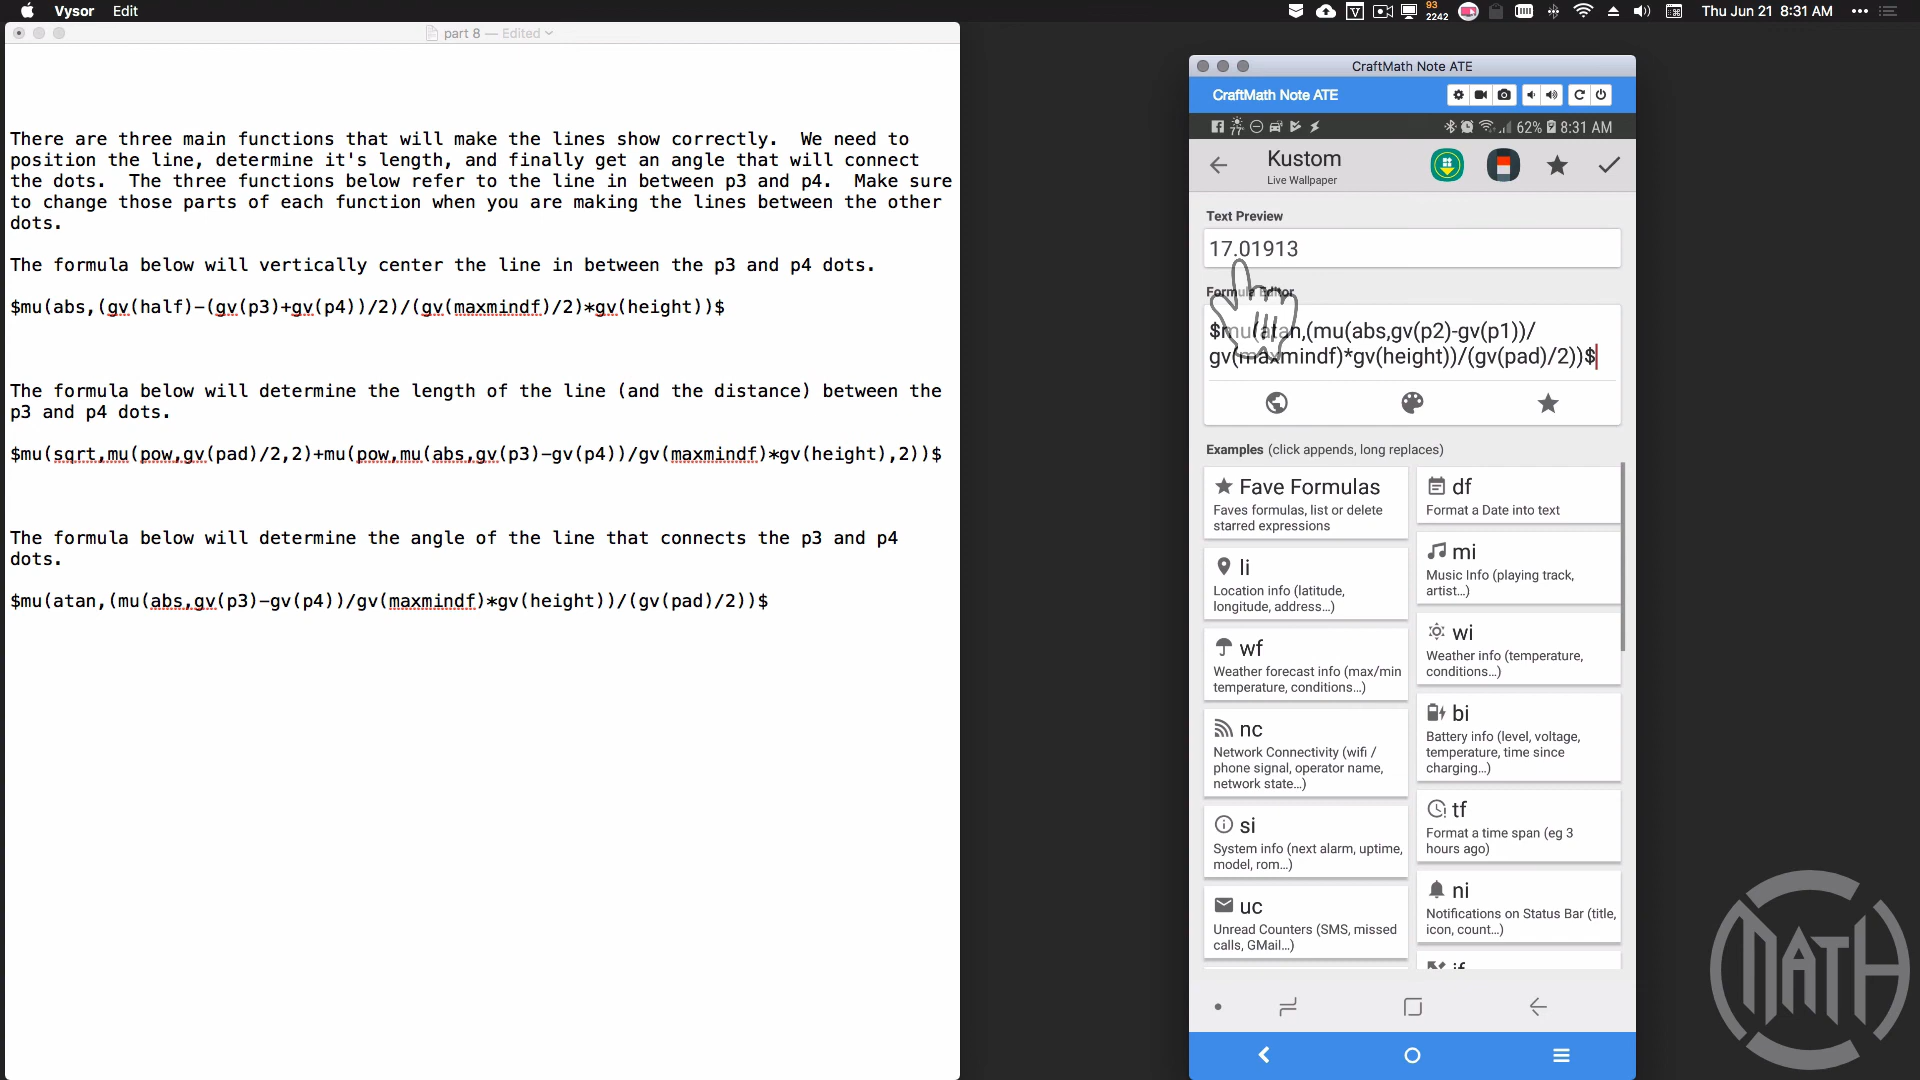 Vysor Edit
93
2242
Thu Jun 21 8:31 AM
part 8 — Edited
There are three main functions that will make the lines show correctly. We need to
position the line, determine it's length, and finally get an angle that will connect
the dots. The three functions below refer to the line in between p3 and p4. Make sure
to change those parts of each function when you are making the lines between the other
dots.
The formula below will vertically center the line in between the p3 and p4 dots.
$mu(abs,(gv(half)-(gv(p3)+gv(p4))/2)/(gv(maxmindf)/2)*gv(height))$
The formula below will determine the length of the line (and the distance) between the
p3 and p4 dots.
$mu(sqrt,mu(pow,gv(pad)/2,2)+mu(pow,mu(abs,gv(p3)-gv(p4))/gv(maxmindf)*gv(height),2))$
The formula below will determine the angle of the line that connects the p3 and p4
dots.
$mu(atan,(mu(abs,gv(p3)-gv(p4))/gv(maxmindf)*gv(height))/(gv(pad)/2))$
CraftMath Note ATE
CraftMath Note ATE
77
62% 8:31 AM
Kustom
Live Wallpaper
Text Preview
17.01913
Formula Editor
$mu(atan,(mu(abs,gv(p2)-gv(p1))/
gv(maxmindf)*gv(height))/(gv(pad)/2))$
Examples (click appends, long replaces)
Fave Formulas
Faves formulas, list or delete
starred expressions
df
Format a Date into text
li
Location info (latitude,
longitude, address...)
mi
Music Info (playing track,
artist...)
wf
Weather forecast info (max/min
temperature, conditions...)
wi
Weather info (temperature,
conditions...)
nc
Network Connectivity (wifi /
phone signal, operator name,
network state...)
bi
Battery info (level, voltage,
temperature, time since
charging...)
si
System info (next alarm, uptime,
model, rom...)
tf
Format a time span (eg 3
hours ago)
uc
Unread Counters (SMS, missed
calls, GMail...)
ni
Notifications on Status Bar (title,
icon, count...)
MATH